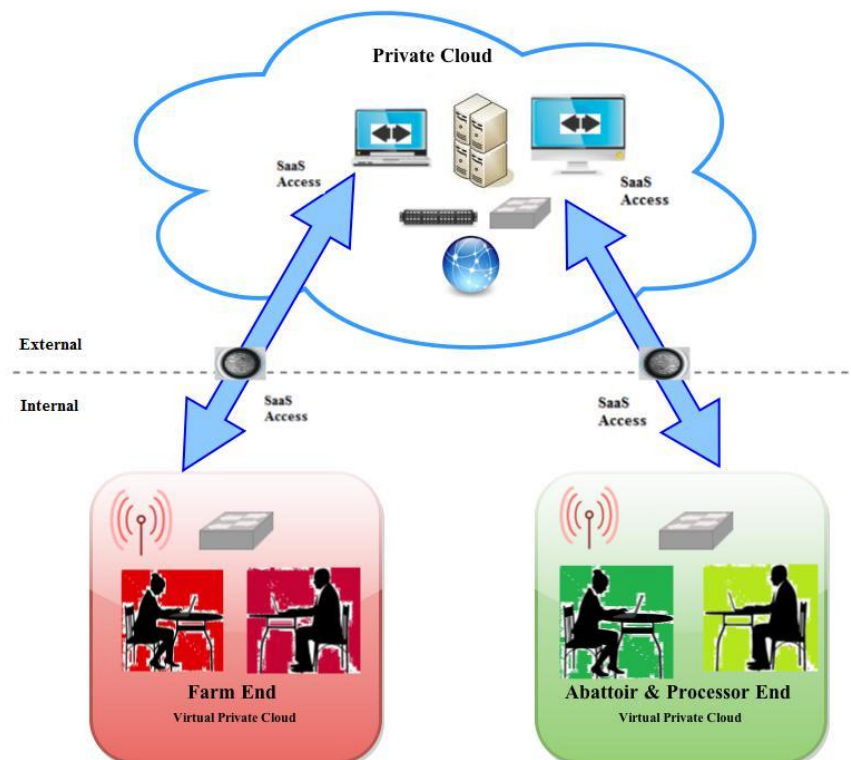 Private Cloud
SaaS
Access
SaaS
Access
External
Internal
SaaS
Access
SaaS
Access
Farm End
Virtual Private Cloud
Abattoir & Processor End
Virtual Private Cloud